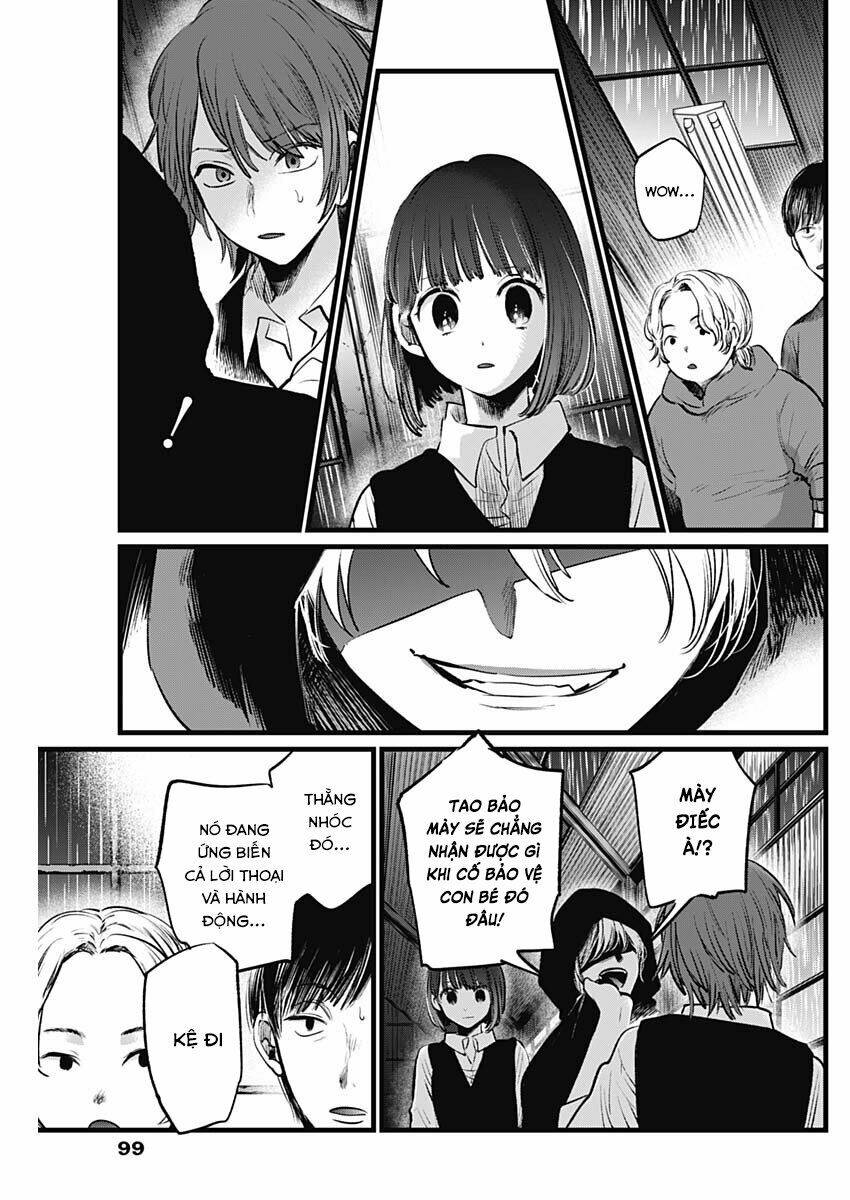 WOW...
!
MÀY
ĐIẾC
À!?
TAO BẢO
MÀY SẼ CHẲNG
NHẬN ĐƯỢC GÌ
KHI CỐ BẢO VỆ
CON BÉ ĐÓ
ĐÂU!
THẰNG
NHÓC
ĐÓ...
NÓ ĐANG
ỨNG BIẾN
CẢ LỜI THOẠI
VÀ HÀNH
ĐỘNG...
KỆ ĐI
99